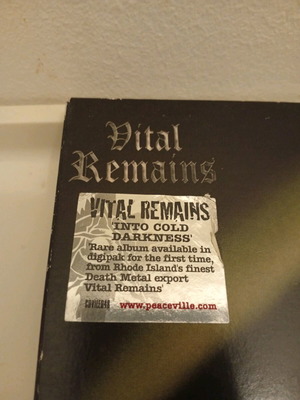 Vital
Remains
VITAL REMAINS
'INTO COLD
DARKNESS'
'Rare album available in
digipak for the first time,
from Rhode Island's finest
Death Metal export
Vital Remains'
www.peaceville.com